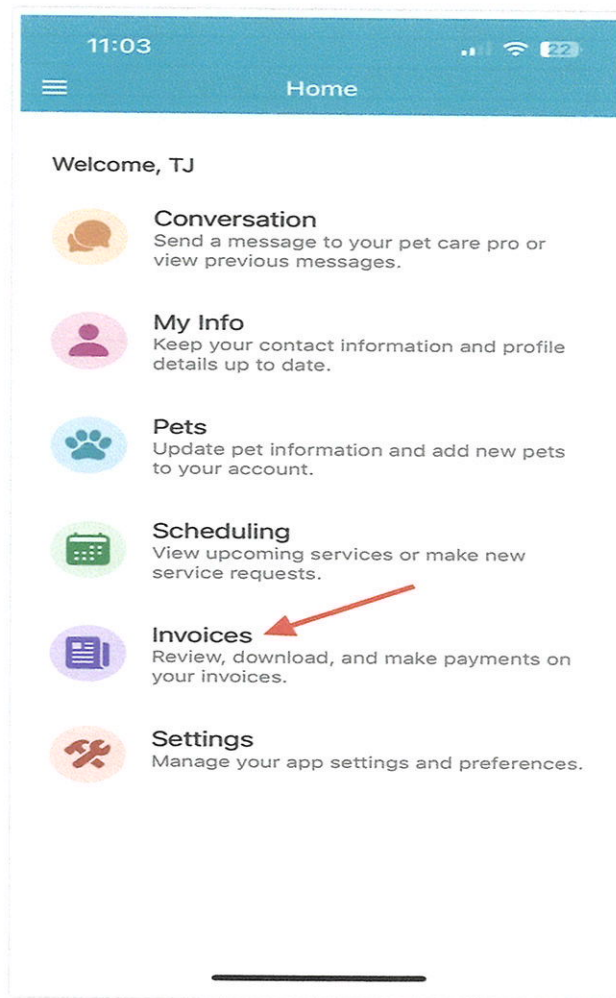 11:03
22
Home
Welcome, TJ
Conversation
Send a message to your pet care pro or
view previous messages.
My Info
Keep your contact information and profile
details up to date.
Pets
Update pet information and add new pets
to your account.
Scheduling
View upcoming services or make new
service requests.
Invoices
Review, download, and make payments on
your invoices.
Settings
Manage your app settings and preferences.